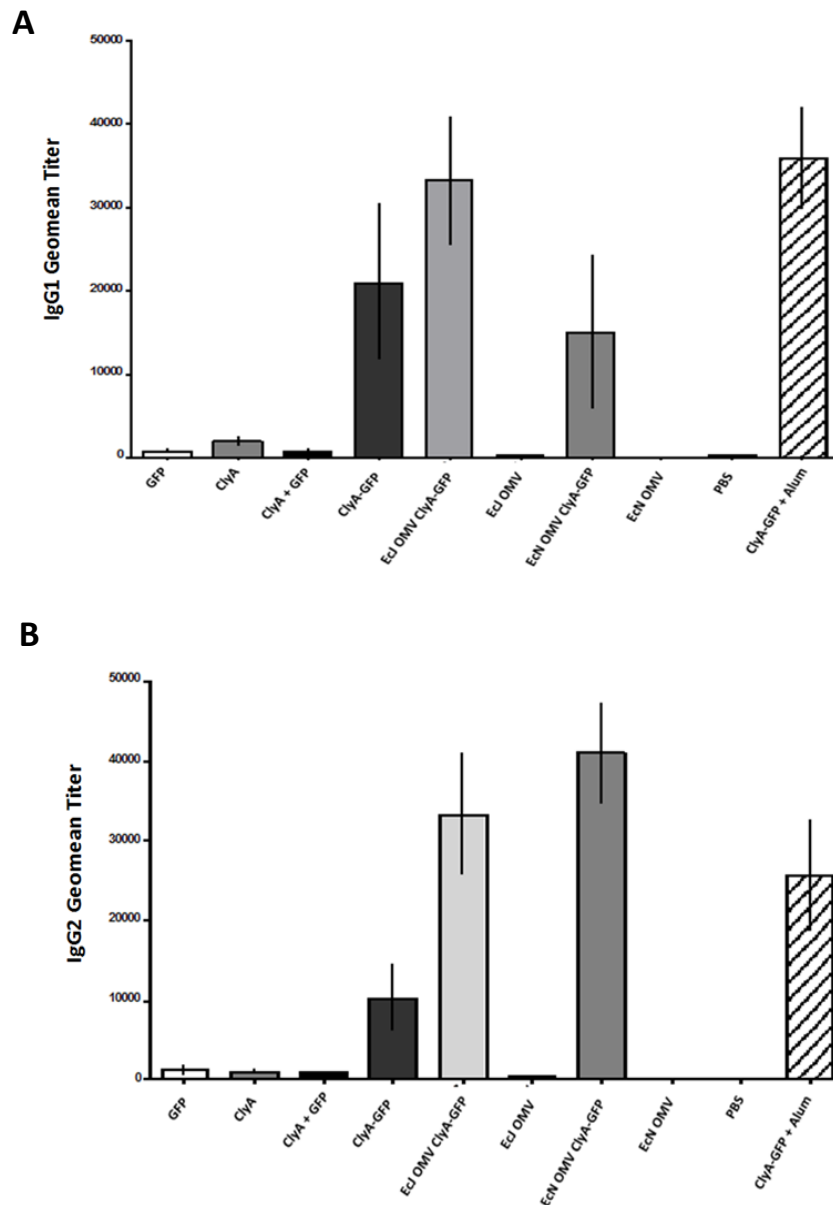 A
50000
40000
30000
20000
10000
0
IgG1 Geomean Titer
GFP
ClyA
ClyA + GFP
ClyA-GFP
EcJ OMV ClyA-GFP
EcJ OMV
EcN OMV ClyA-GFP
EcN OMV
PBS
ClyA-GFP + Alum
B
50000
40000
30000
20000
10000
0
IgG2 Geomean Titer
GFP
ClyA
ClyA + GFP
ClyA-GFP
EcJ OMV ClyA-GFP
EcJ OMV
EcN OMV ClyA-GFP
EcN OMV
PBS
ClyA-GFP + Alum